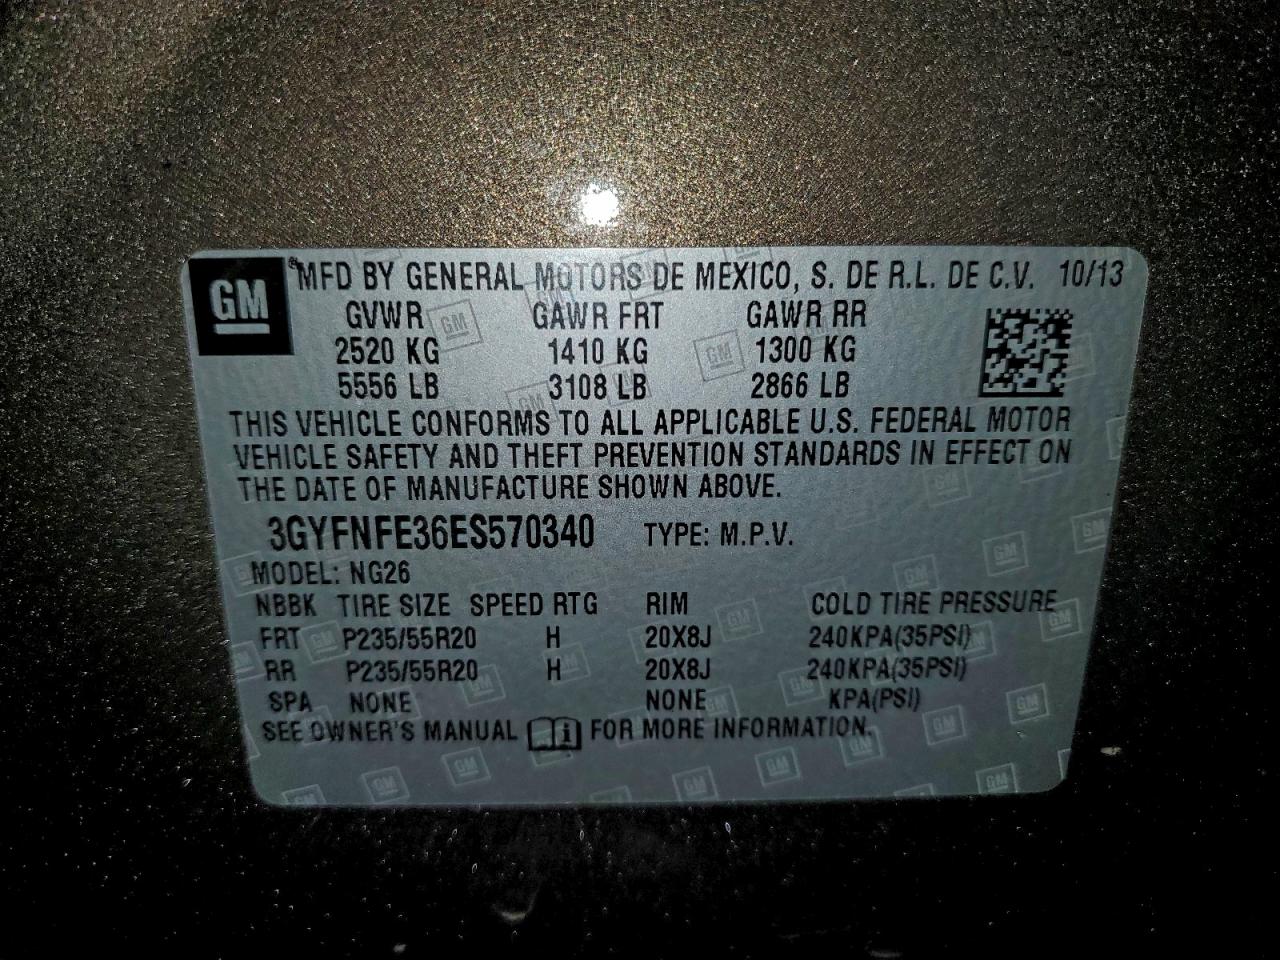 GM ® MFD BY GENERAL MOTORS DE MEXICO, S. DE R.L. DE C.V. 10/13
GVWR GAWR FRT GAWR RR
2520 KG 1410 KG 1300 KG
5556 LB 3108 LB 2866 LB
THIS VEHICLE CONFORMS TO ALL APPLICABLE U.S. FEDERAL MOTOR
VEHICLE SAFETY AND THEFT PREVENTION STANDARDS IN EFFECT ON
THE DATE OF MANUFACTURE SHOWN ABOVE.
3GYFNFE36ES570340 TYPE: M.P.V.
MODEL: NG26
NBBK TIRE SIZE SPEED RTG RIM COLD TIRE PRESSURE
FRT P235/55R20 H 20X8J 240KPA(35PSI)
RR P235/55R20 H 20X8J 240KPA(35PSI)
SPA NONE NONE KPA(PSI)
SEE OWNER'S MANUAL i FOR MORE INFORMATION.